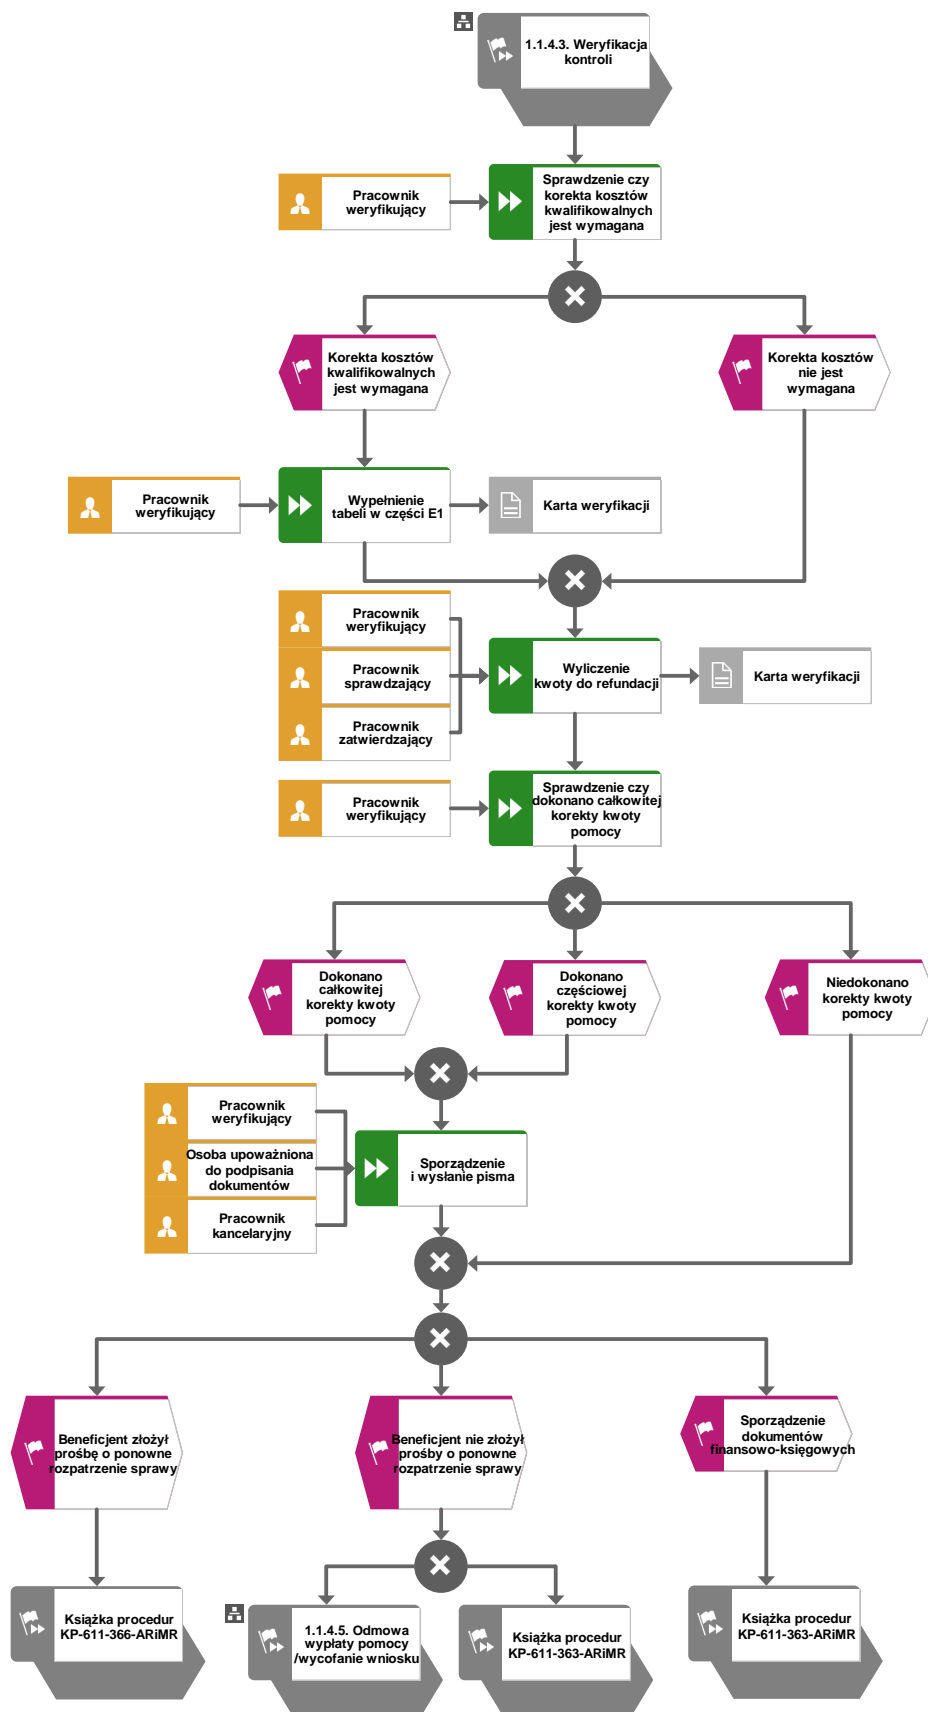 1.1.4.3. Weryfikacja
kontroli
Pracownik
weryfikujący
Sprawdzenie czy
korekta kosztów
kwalifikowalnych
jest wymagana
Korekta kosztów
kwalifikowalnych
jest wymagana
Korekta kosztów
nie jest
wymagana
Pracownik
weryfikujący
Wypełnienie
tabeli w części E1
Karta weryfikacji
Pracownik
weryfikujący
Pracownik
sprawdzający
Pracownik
zatwierdzający
Wyliczenie
kwoty do refundacji
Karta weryfikacji
Pracownik
weryfikujący
Sprawdzenie czy
dokonano całkowitej
korekty kwoty
pomocy
Dokonano
całkowitej
korekty kwoty
pomocy
Dokonano
częściowej
korekty kwoty
pomocy
Niedokonano
korekty kwoty
pomocy
Pracownik
weryfikujący
Osoba upoważniona
do podpisania
dokumentów
Pracownik
kancelaryjny
Sporządzenie
i wysłanie pisma
Beneficjent złożył
prośbę o ponowne
rozpatrzenie sprawy
Beneficjent nie złożył
prośby o ponowne
rozpatrzenie sprawy
Sporządzenie
dokumentów
finansowo-księgowych
Książka procedur
KP-611-366-ARiMR
1.1.4.5. Odmowa
wypłaty pomocy
/wycofanie wniosku
Książka procedur
KP-611-363-ARiMR
Książka procedur
KP-611-363-ARiMR